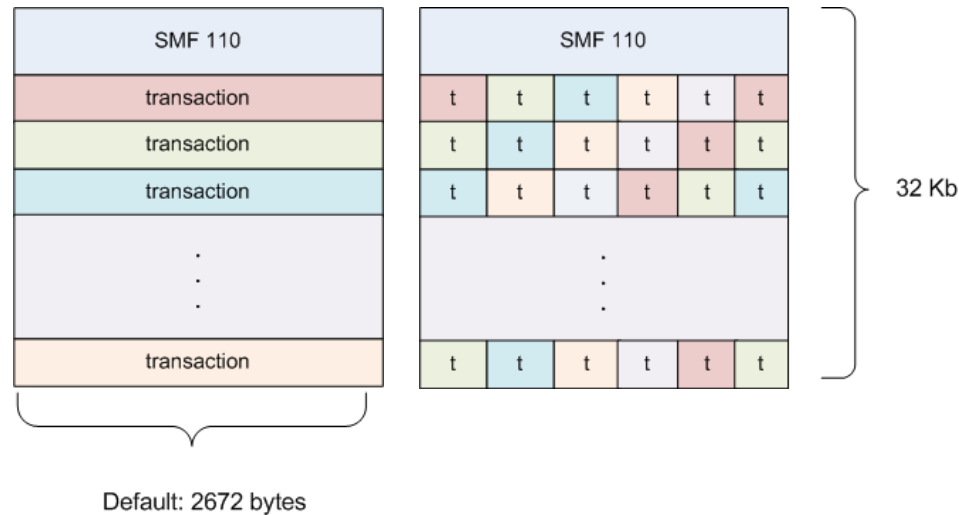 SMF 110
transaction
transaction
transaction
.
.
.
transaction
Default: 2672 bytes
SMF 110
t t t t t t
t t t t t t
t t t t t t
.
.
.
t t t t t t
32 Kb